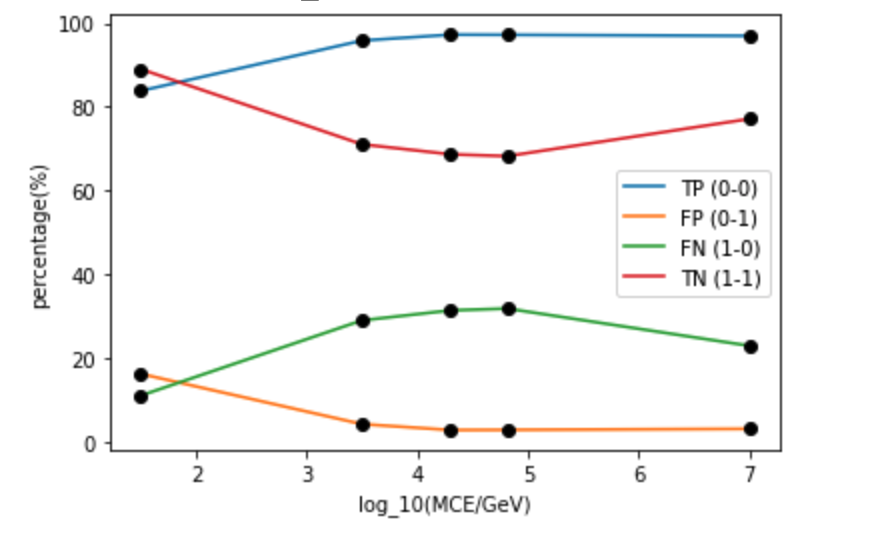 100
80
60
40
20
0
percentage(%)
TP (0-0)
FP (0-1)
FN (1-0)
TN (1-1)
2 3 4 5 6 7
log_10(MCE/GeV)